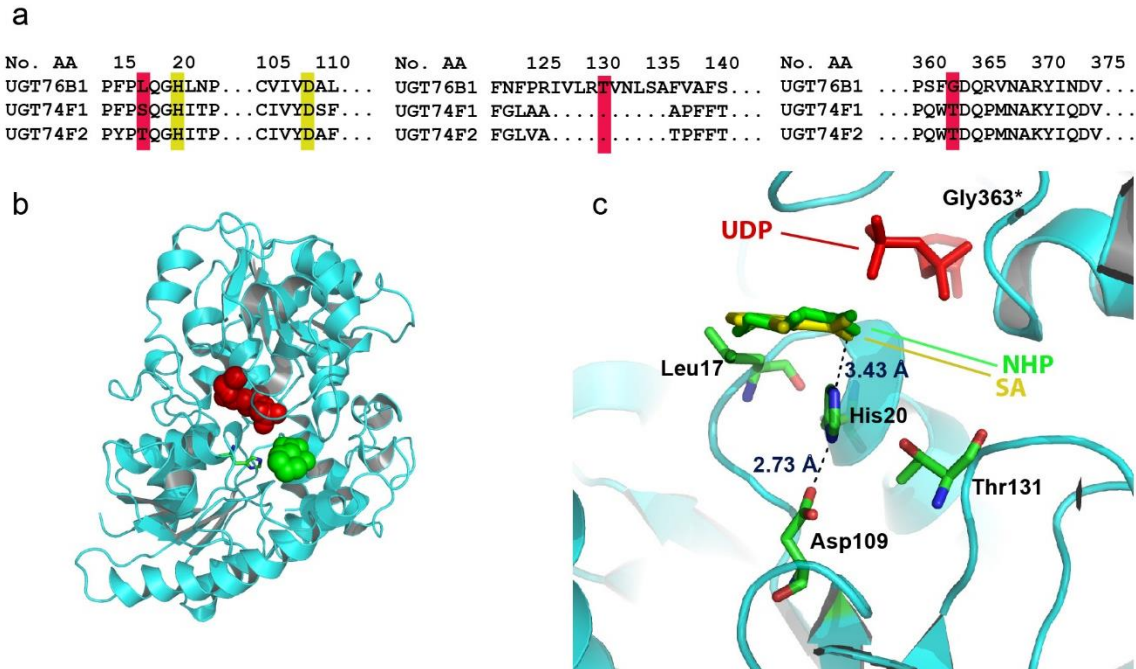 a
No. AA 15 20 105 110 No. AA 125 130 135 140 No. AA 360 365 370 375
UGT76B1 PFPLQGHLNP...CVIVDAL... UGT76B1 FNFPRIVLRTVNLSAFVAFS... UGT76B1 PSFGDQRVNARYINDV...
UGT74F1 PFPSQGHITP...CIVYDSF... UGT74F1 FGLAA..........APFFT... UGT74F1 PQWTDQPMNAKYIQDV...
UGT74F2 PYPTQGHITP...CIVYDAF... UGT74F2 FGLVA..........TPFFT... UGT74F2 PQWTDQPMNAKYIQDV...
b
c
Gly363*
UDP
NHP
SA
Leu17
3.43 Å
His20
2.73 Å
Thr131
Asp109